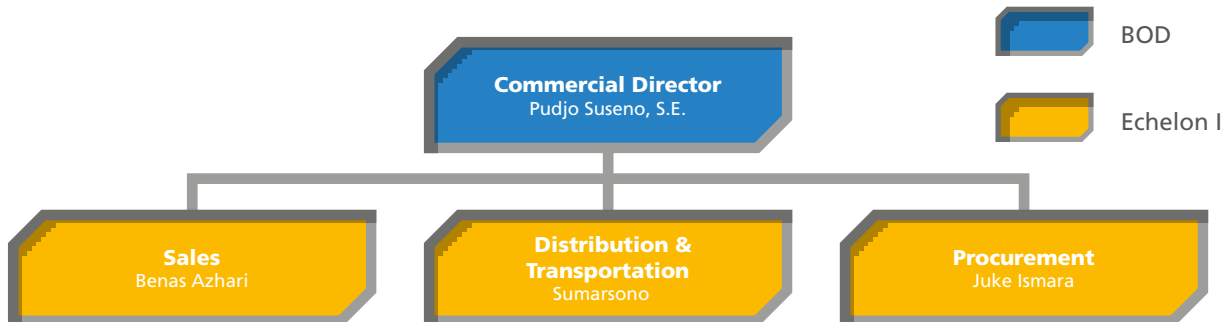 BOD
Commercial Director
Pudjo Suseno, S.E.
Echelon I
Sales
Benas Azhari
Distribution &
Transportation
Sumarsono
Procurement
Juke Ismara